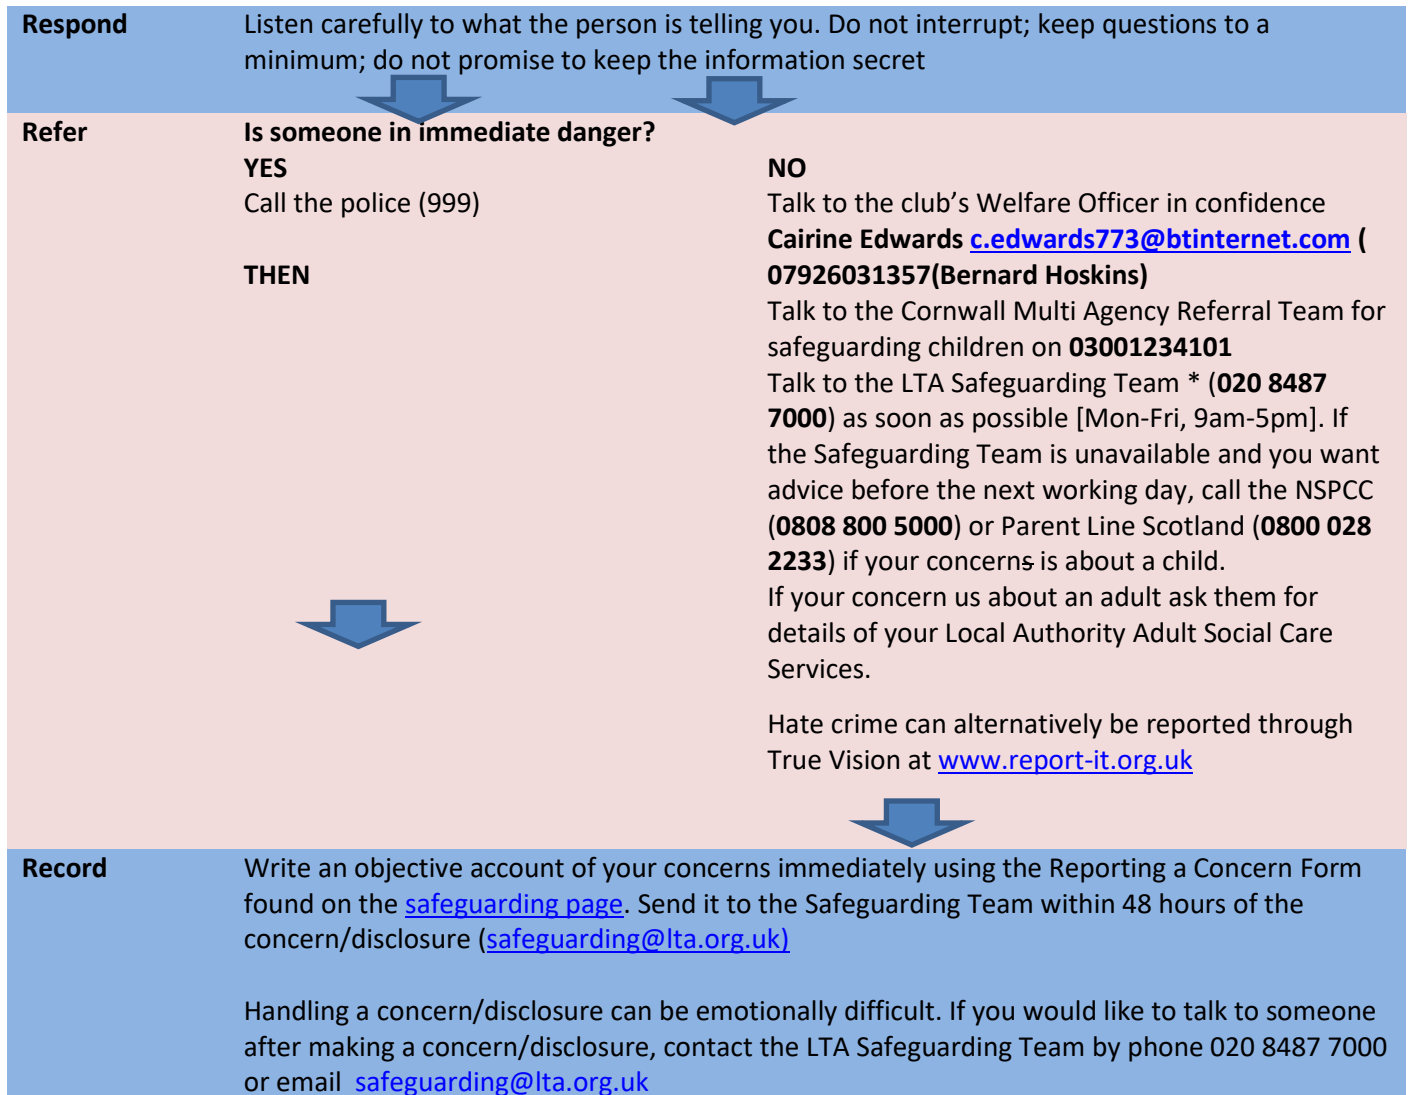 Respond
Listen carefully to what the person is telling you. Do not interrupt; keep questions to a
minimum; do not promise to keep the information secret
Refer
Is someone in immediate danger?
YES
Call the police (999)
THEN
NO
Talk to the club’s Welfare Officer in confidence
Cairine Edwards c.edwards773@btinternet.com (
07926031357(Bernard Hoskins)
Talk to the Cornwall Multi Agency Referral Team for
safeguarding children on 03001234101
Talk to the LTA Safeguarding Team * (020 8487
7000) as soon as possible [Mon-Fri, 9am-5pm]. If
the Safeguarding Team is unavailable and you want
advice before the next working day, call the NSPCC
(0808 800 5000) or Parent Line Scotland (0800 028
2233) if your concerns is about a child.
If your concern us about an adult ask them for
details of your Local Authority Adult Social Care
Services.
Hate crime can alternatively be reported through
True Vision at www.report-it.org.uk
Record
Write an objective account of your concerns immediately using the Reporting a Concern Form
found on the safeguarding page. Send it to the Safeguarding Team within 48 hours of the
concern/disclosure (safeguarding@lta.org.uk)
Handling a concern/disclosure can be emotionally difficult. If you would like to talk to someone
after making a concern/disclosure, contact the LTA Safeguarding Team by phone 020 8487 7000
or email safeguarding@lta.org.uk